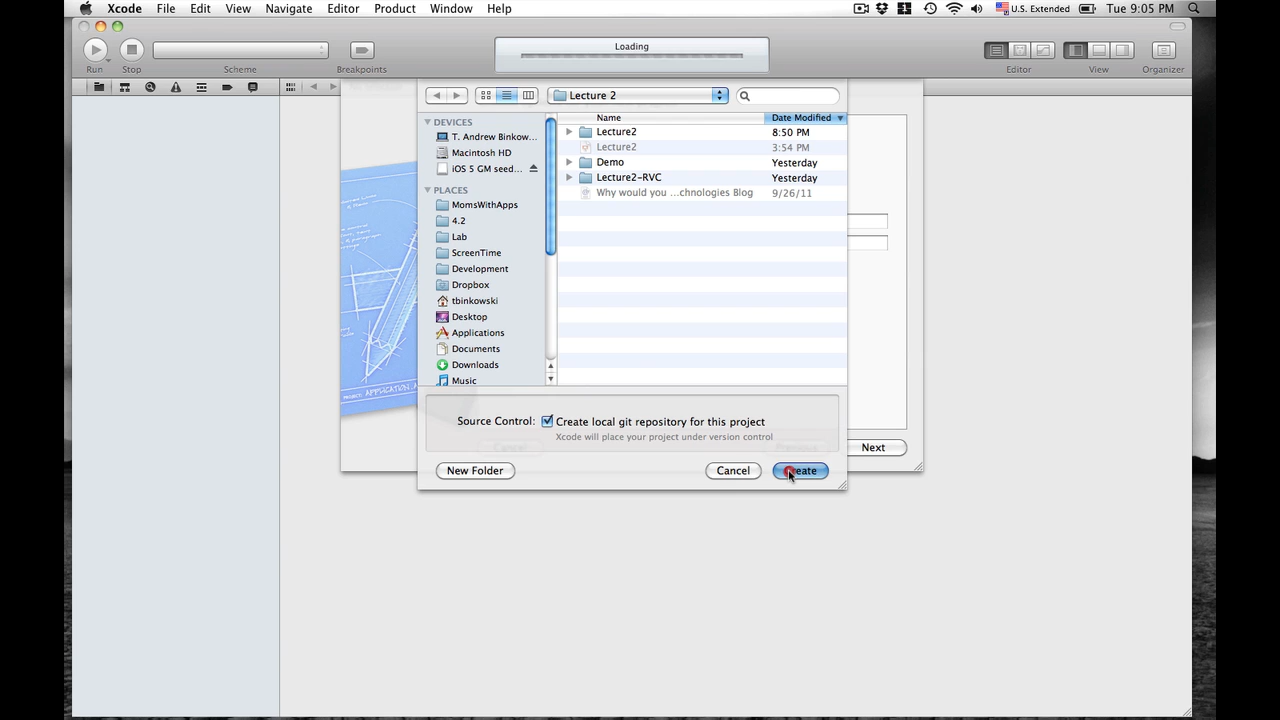 Xcode File Edit View Navigate Editor Product Window Help U.S. Extended Tue 9:05 PM
Loading
Run Stop Scheme Breakpoints Editor View Organizer
Lecture 2
Name Date Modified
DEVICES
T. Andrew Binkow...
Macintosh HD
iOS 5 GM seed...
PLACES
MomsWithApps
4.2
Lab
ScreenTime
Development
Dropbox
tbinkowski
Desktop
Applications
Documents
Downloads
Music
Lecture2 8:50 PM
Lecture2 3:54 PM
Demo Yesterday
Lecture2-RVC Yesterday
Why would you ...chnologies Blog 9/26/11
Source Control: Create local git repository for this project
Xcode will place your project under version control
Cancel Next
New Folder Cancel